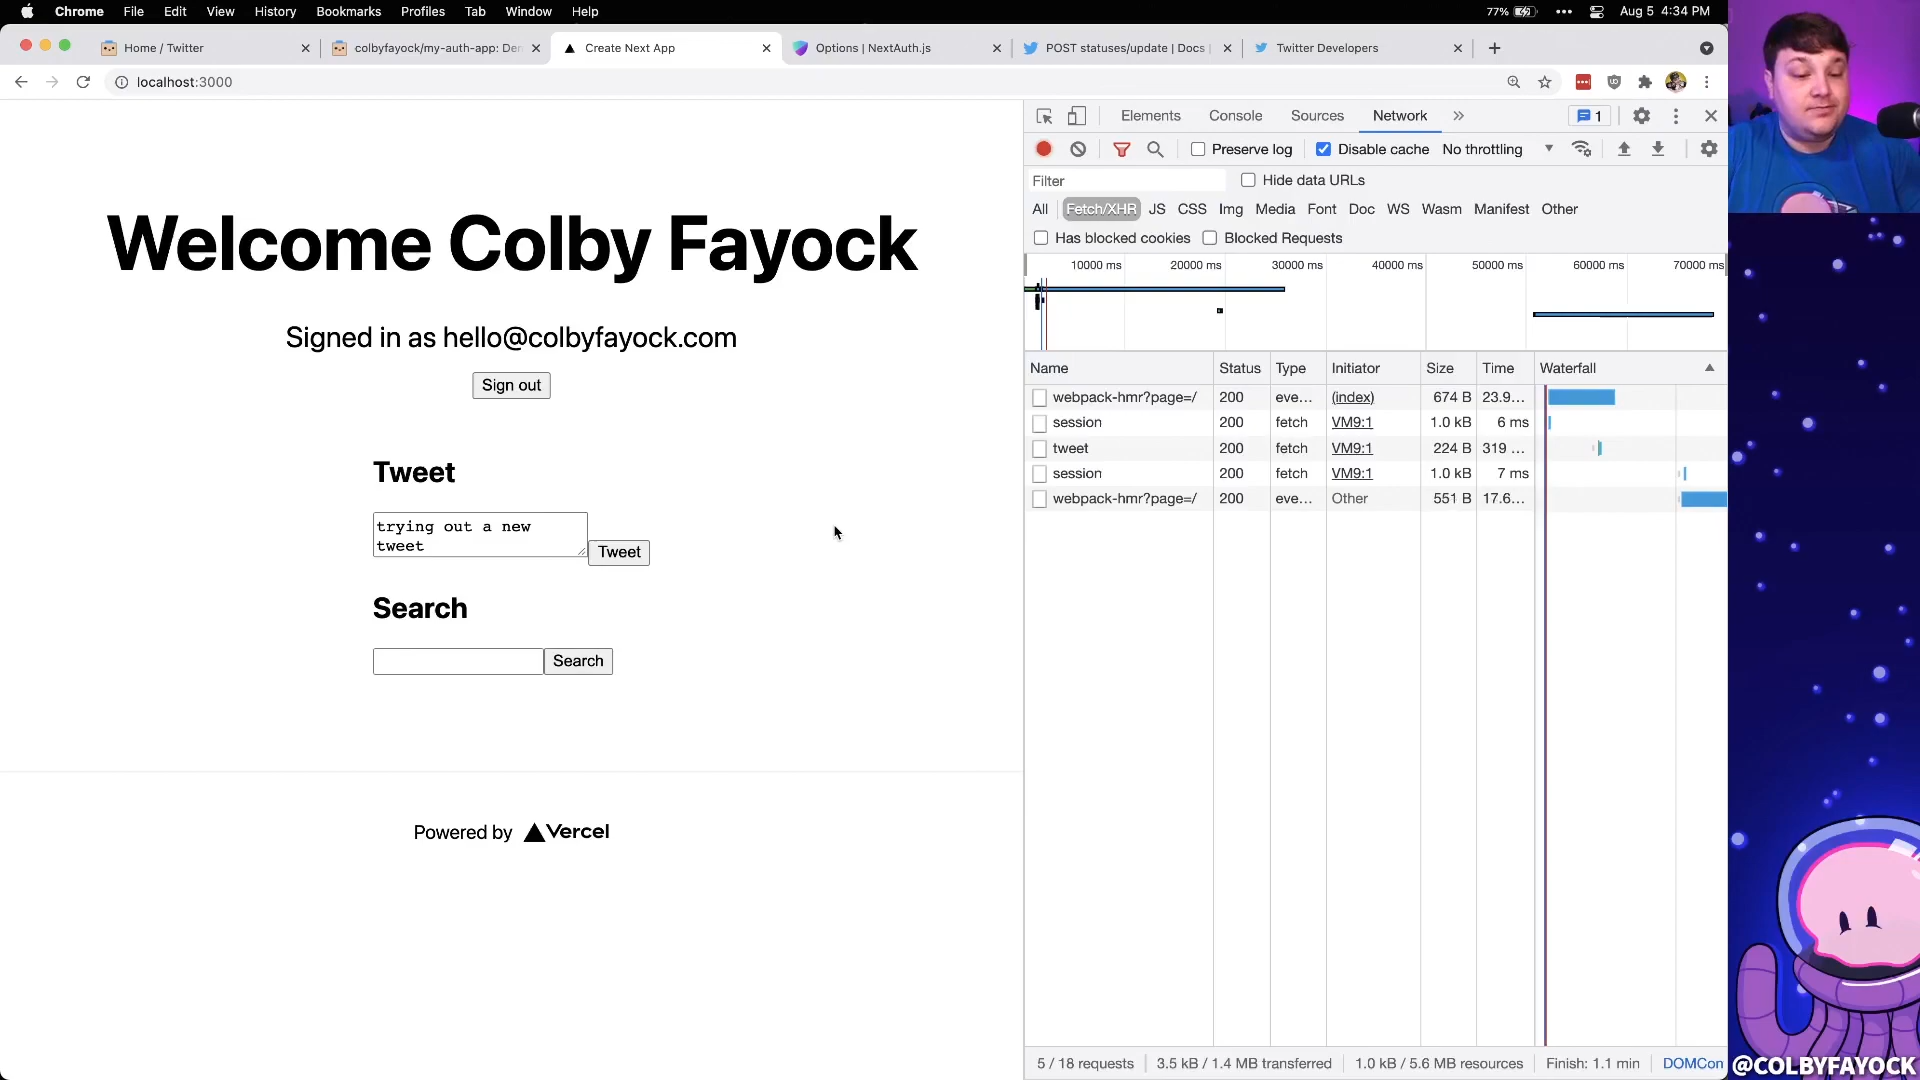 Chrome File Edit View History Bookmarks Profiles Tab Window Help 77% Aug 5 4:34 PM
Home / Twitter colbyfayock/my-auth-app: Der Create Next App Options | NextAuth.js POST statuses/update | Docs | Twitter Developers
localhost:3000
Elements Console Sources Network 1
Preserve log Disable cache No throttling
Filter Hide data URLs
All Fetch/XHR JS CSS Img Media Font Doc WS Wasm Manifest Other
Has blocked cookies Blocked Requests
10000 ms 20000 ms 30000 ms 40000 ms 50000 ms 60000 ms 70000 ms
Name Status Type Initiator Size Time Waterfall
webpack-hmr?page=/ 200 eve... (index) 674 B 23.9...
session 200 fetch VM9:1 1.0 kB 6 ms
tweet 200 fetch VM9:1 224 B 319 ...
session 200 fetch VM9:1 1.0 kB 7 ms
webpack-hmr?page=/ 200 eve... Other 551 B 17.6...
5 / 18 requests 3.5 kB / 1.4 MB transferred 1.0 kB / 5.6 MB resources Finish: 1.1 min DOMCon
Welcome Colby Fayock
Signed in as hello@colbyfayock.com
Sign out
Tweet
trying out a new
tweet
Tweet
Search
Search
Powered by Vercel
@COLBYFAYOCK